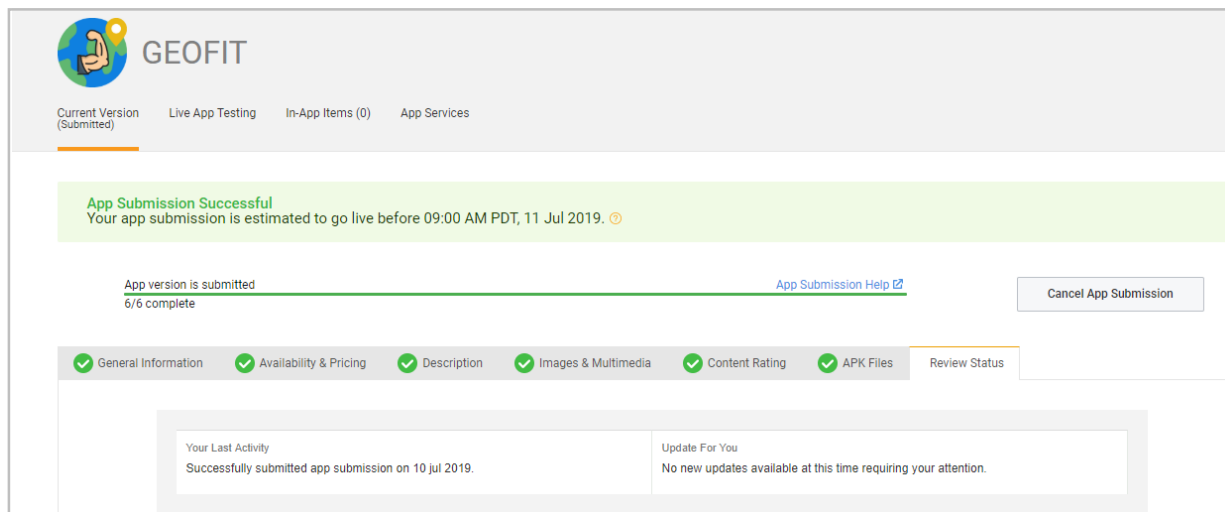 GEOFIT
Current Version
(Submitted)
Live App Testing
In-App Items (0)
App Services
App Submission Successful
Your app submission is estimated to go live before 09:00 AM PDT, 11 Jul 2019.
App version is submitted
App Submission Help
6/6 complete
Cancel App Submission
General Information
Availability & Pricing
Description
Images & Multimedia
Content Rating
APK Files
Review Status
Your Last Activity
Successfully submitted app submission on 10 jul 2019.
Update For You
No new updates available at this time requiring your attention.